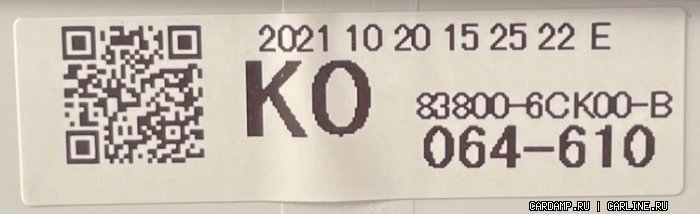 2021 10 20 15 25 22 E
KO
83800-6CK00-B
064-610
CARDAMP.RU | CARLINE.RU